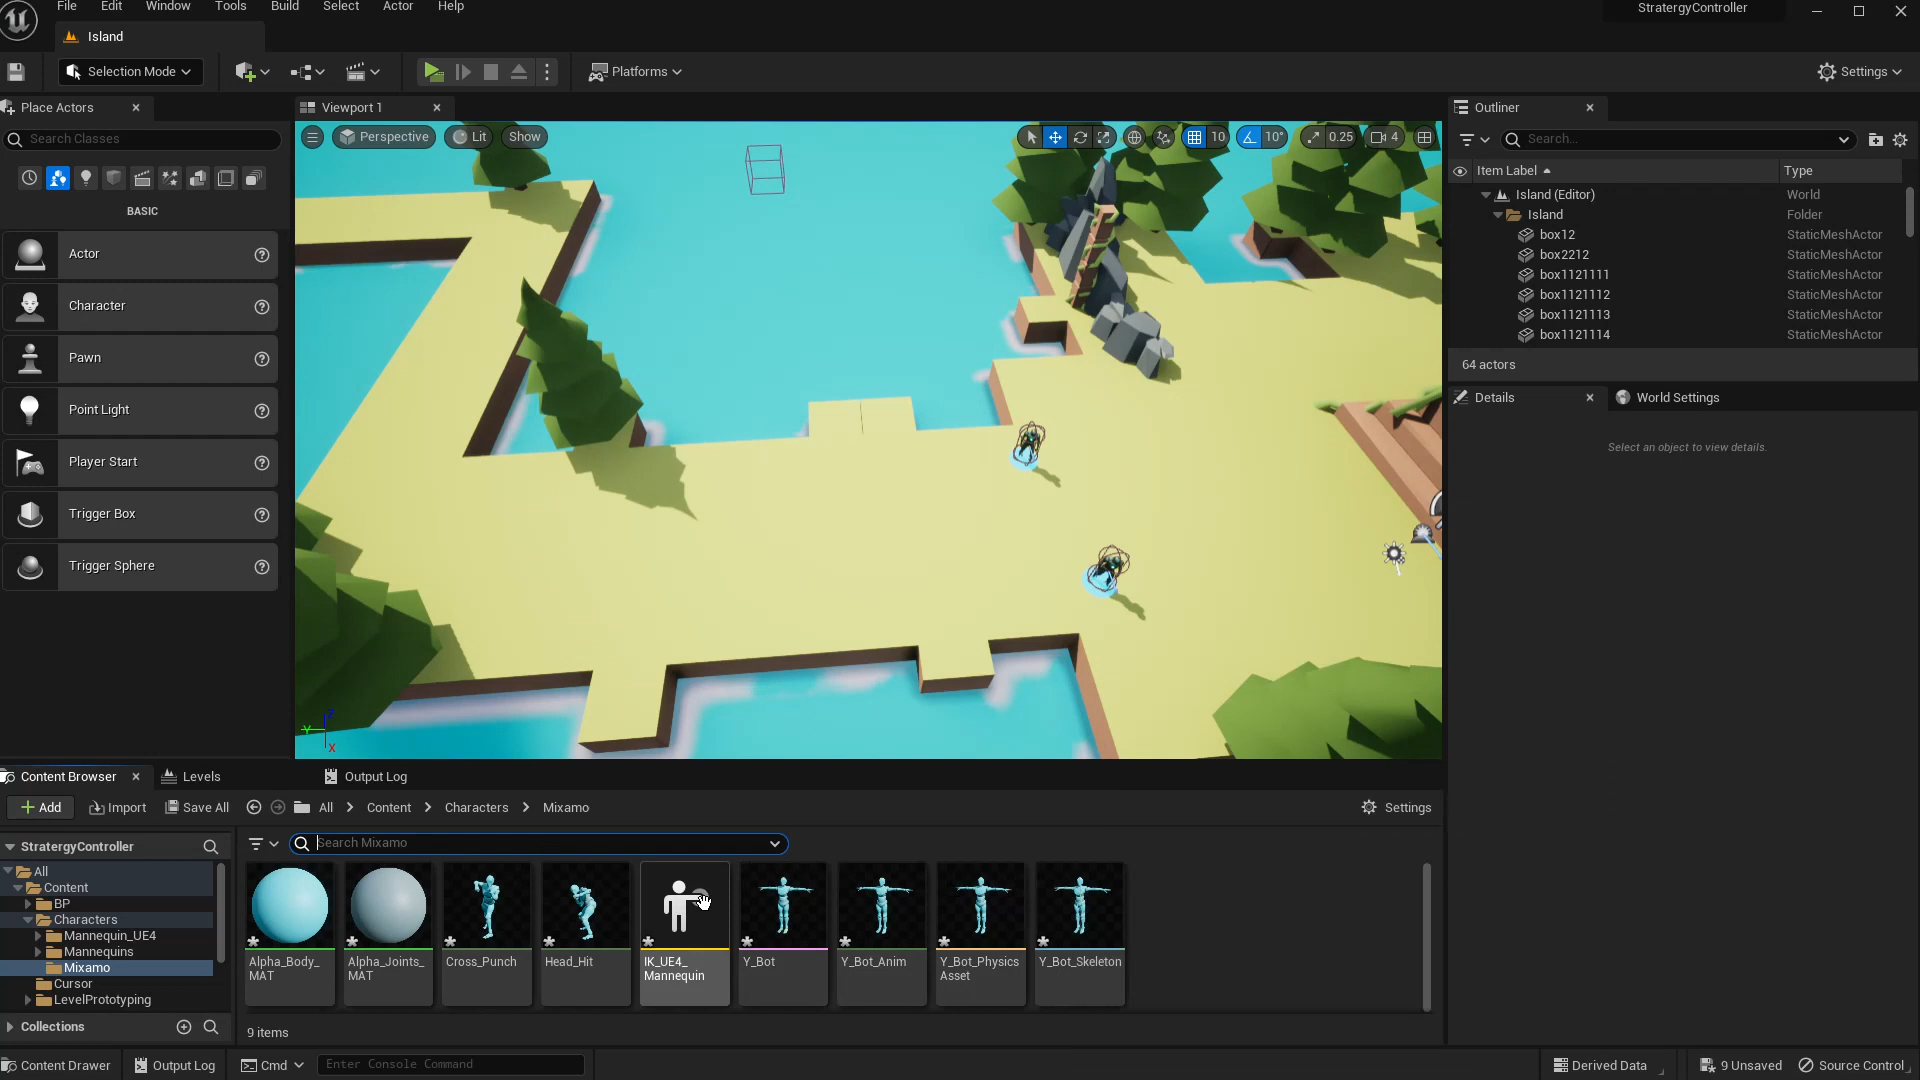 File Edit Window Tools Build Select Actor Help
StratergyController
Island
Selection Mode
Platforms
Settings
Place Actors
Viewport 1
Outliner
Search Classes
Perspective
Lit
Show
10
10°
0.25
4
Search...
Item Label
Type
BASIC
Island (Editor) World
Island Folder
box12 StaticMeshActor
box2212 StaticMeshActor
box1121111 StaticMeshActor
box1121112 StaticMeshActor
box1121113 StaticMeshActor
box1121114 StaticMeshActor
64 actors
Actor
Character
Pawn
Point Light
Player Start
Trigger Box
Trigger Sphere
Details
World Settings
Select an object to view details.
Z
Y
X
Content Browser
Levels
Output Log
Add
Import
Save All
All
Content
Characters
Mixamo
Settings
StratergyController
Search Mixamo
All
Content
BP
Characters
Mannequin_UE4
Mannequins
Mixamo
Cursor
LevelPrototyping
Collections
Alpha_Body_
MAT
Alpha_Joints_
MAT
Cross_Punch
Head_Hit
IK_UE4_
Mannequin
Y_Bot
Y_Bot_Anim
Y_Bot_Physics
Asset
Y_Bot_Skeleton
9 items
Content Drawer
Output Log
Cmd
Enter Console Command
Derived Data
9 Unsaved
Source Control